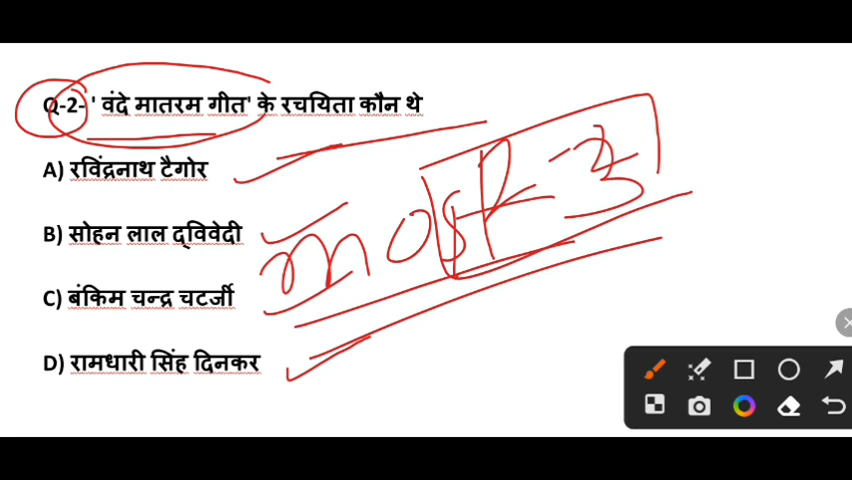 Q-2- ' वंदे मातरम गीत' के रचयिता कौन थे
A) रविंद्रनाथ टैगोर
B) सोहन लाल द्विवेदी
C) बंकिम चन्द्र चटर्जी
D) रामधारी सिंह दिनकर